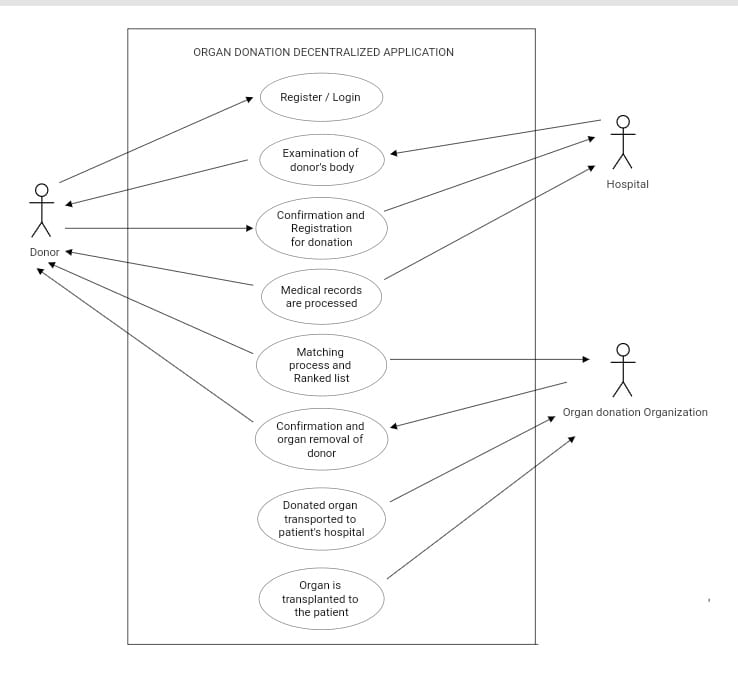 ORGAN DONATION DECENTRALIZED APPLICATION
Register / Login
Examination of
donor's body
Confirmation and
Registration
for donation
Medical records
are processed
Matching
process and
Ranked list
Confirmation and
organ removal of
donor
Donated organ
transported to
patient's hospital
Organ is
transplanted to
the patient
Donor
Hospital
Organ donation Organization